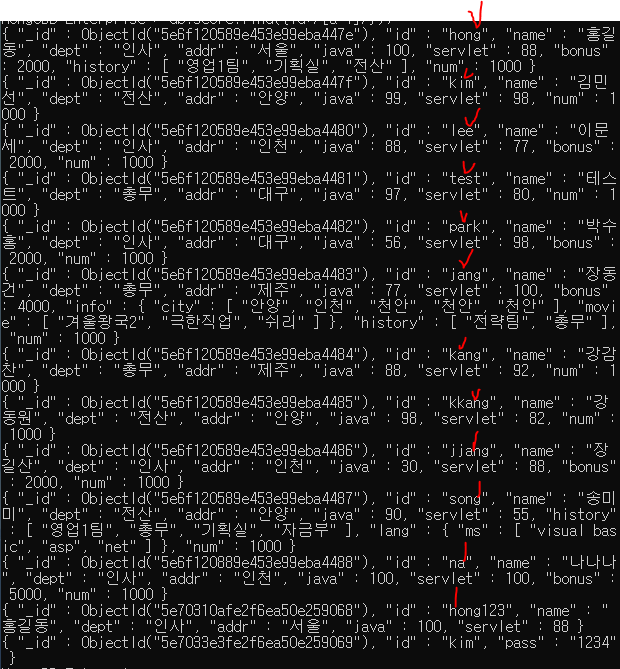 MongoDB Enterprise > db.score.find({id:/[a-t]/});
{ "_id" : ObjectId("5e6f120589e453e99eba447e"), "id" : "hong", "name" : "홍길
동", "dept" : "인사", "addr" : "서울", "java" : 100, "servlet" : 88, "bonus"
: 2000, "history" : [ "영업1팀", "기획실", "전산" ], "num" : 1000 }
{ "_id" : ObjectId("5e6f120589e453e99eba447f"), "id" : "kim", "name" : "김민
선", "dept" : "전산", "addr" : "안양", "java" : 99, "servlet" : 98, "num" : 1
000 }
{ "_id" : ObjectId("5e6f120589e453e99eba4480"), "id" : "lee", "name" : "이문
세", "dept" : "인사", "addr" : "인천", "java" : 88, "servlet" : 77, "bonus" :
 2000, "num" : 1000 }
{ "_id" : ObjectId("5e6f120589e453e99eba4481"), "id" : "test", "name" : "테스
트", "dept" : "총무", "addr" : "대구", "java" : 97, "servlet" : 80, "num" : 1
000 }
{ "_id" : ObjectId("5e6f120589e453e99eba4482"), "id" : "park", "name" : "박수
홍", "dept" : "인사", "addr" : "대구", "java" : 56, "servlet" : 98, "bonus" :
 2000, "num" : 1000 }
{ "_id" : ObjectId("5e6f120589e453e99eba4483"), "id" : "jang", "name" : "장동
건", "dept" : "총무", "addr" : "제주", "java" : 77, "servlet" : 100, "bonus"
: 4000, "info" : { "city" : [ "안양", "인천", "천안", "천안", "천안" ], "mov
ie" : [ "겨울왕국2", "극한직업", "쉬리" ] }, "history" : [ "전략팀", "총무" ],
 "num" : 1000 }
{ "_id" : ObjectId("5e6f120589e453e99eba4484"), "id" : "kang", "name" : "강감
찬", "dept" : "총무", "addr" : "제주", "java" : 88, "servlet" : 92, "num" : 1
000 }
{ "_id" : ObjectId("5e6f120589e453e99eba4485"), "id" : "kkang", "name" : "강
동원", "dept" : "전산", "addr" : "안양", "java" : 98, "servlet" : 82, "num" :
 1000 }
{ "_id" : ObjectId("5e6f120589e453e99eba4486"), "id" : "jjang", "name" : "장
길산", "dept" : "인사", "addr" : "인천", "java" : 30, "servlet" : 88, "bonus"
: 2000, "num" : 1000 }
{ "_id" : ObjectId("5e6f120589e453e99eba4487"), "id" : "song", "name" : "송미
미", "dept" : "전산", "addr" : "안양", "java" : 90, "servlet" : 55, "history"
: [ "영업1팀", "총무", "기획실", "자금부" ], "lang" : { "ms" : [ "visual bas
ic", "asp", "net" ] }, "num" : 1000 }
{ "_id" : ObjectId("5e6f120589e453e99eba4488"), "id" : "na", "name" : "나나나
", "dept" : "인사", "addr" : "인천", "java" : 100, "servlet" : 100, "bonus" :
 5000, "num" : 1000 }
{ "_id" : ObjectId("5e70310afe2f6ea50e259068"), "id" : "hong123", "name" : "
홍길동", "dept" : "인사", "addr" : "서울", "java" : 100, "servlet" : 88 }
{ "_id" : ObjectId("5e7033e3fe2f6ea50e259069"), "id" : "kim", "pass" : "1234"
 }